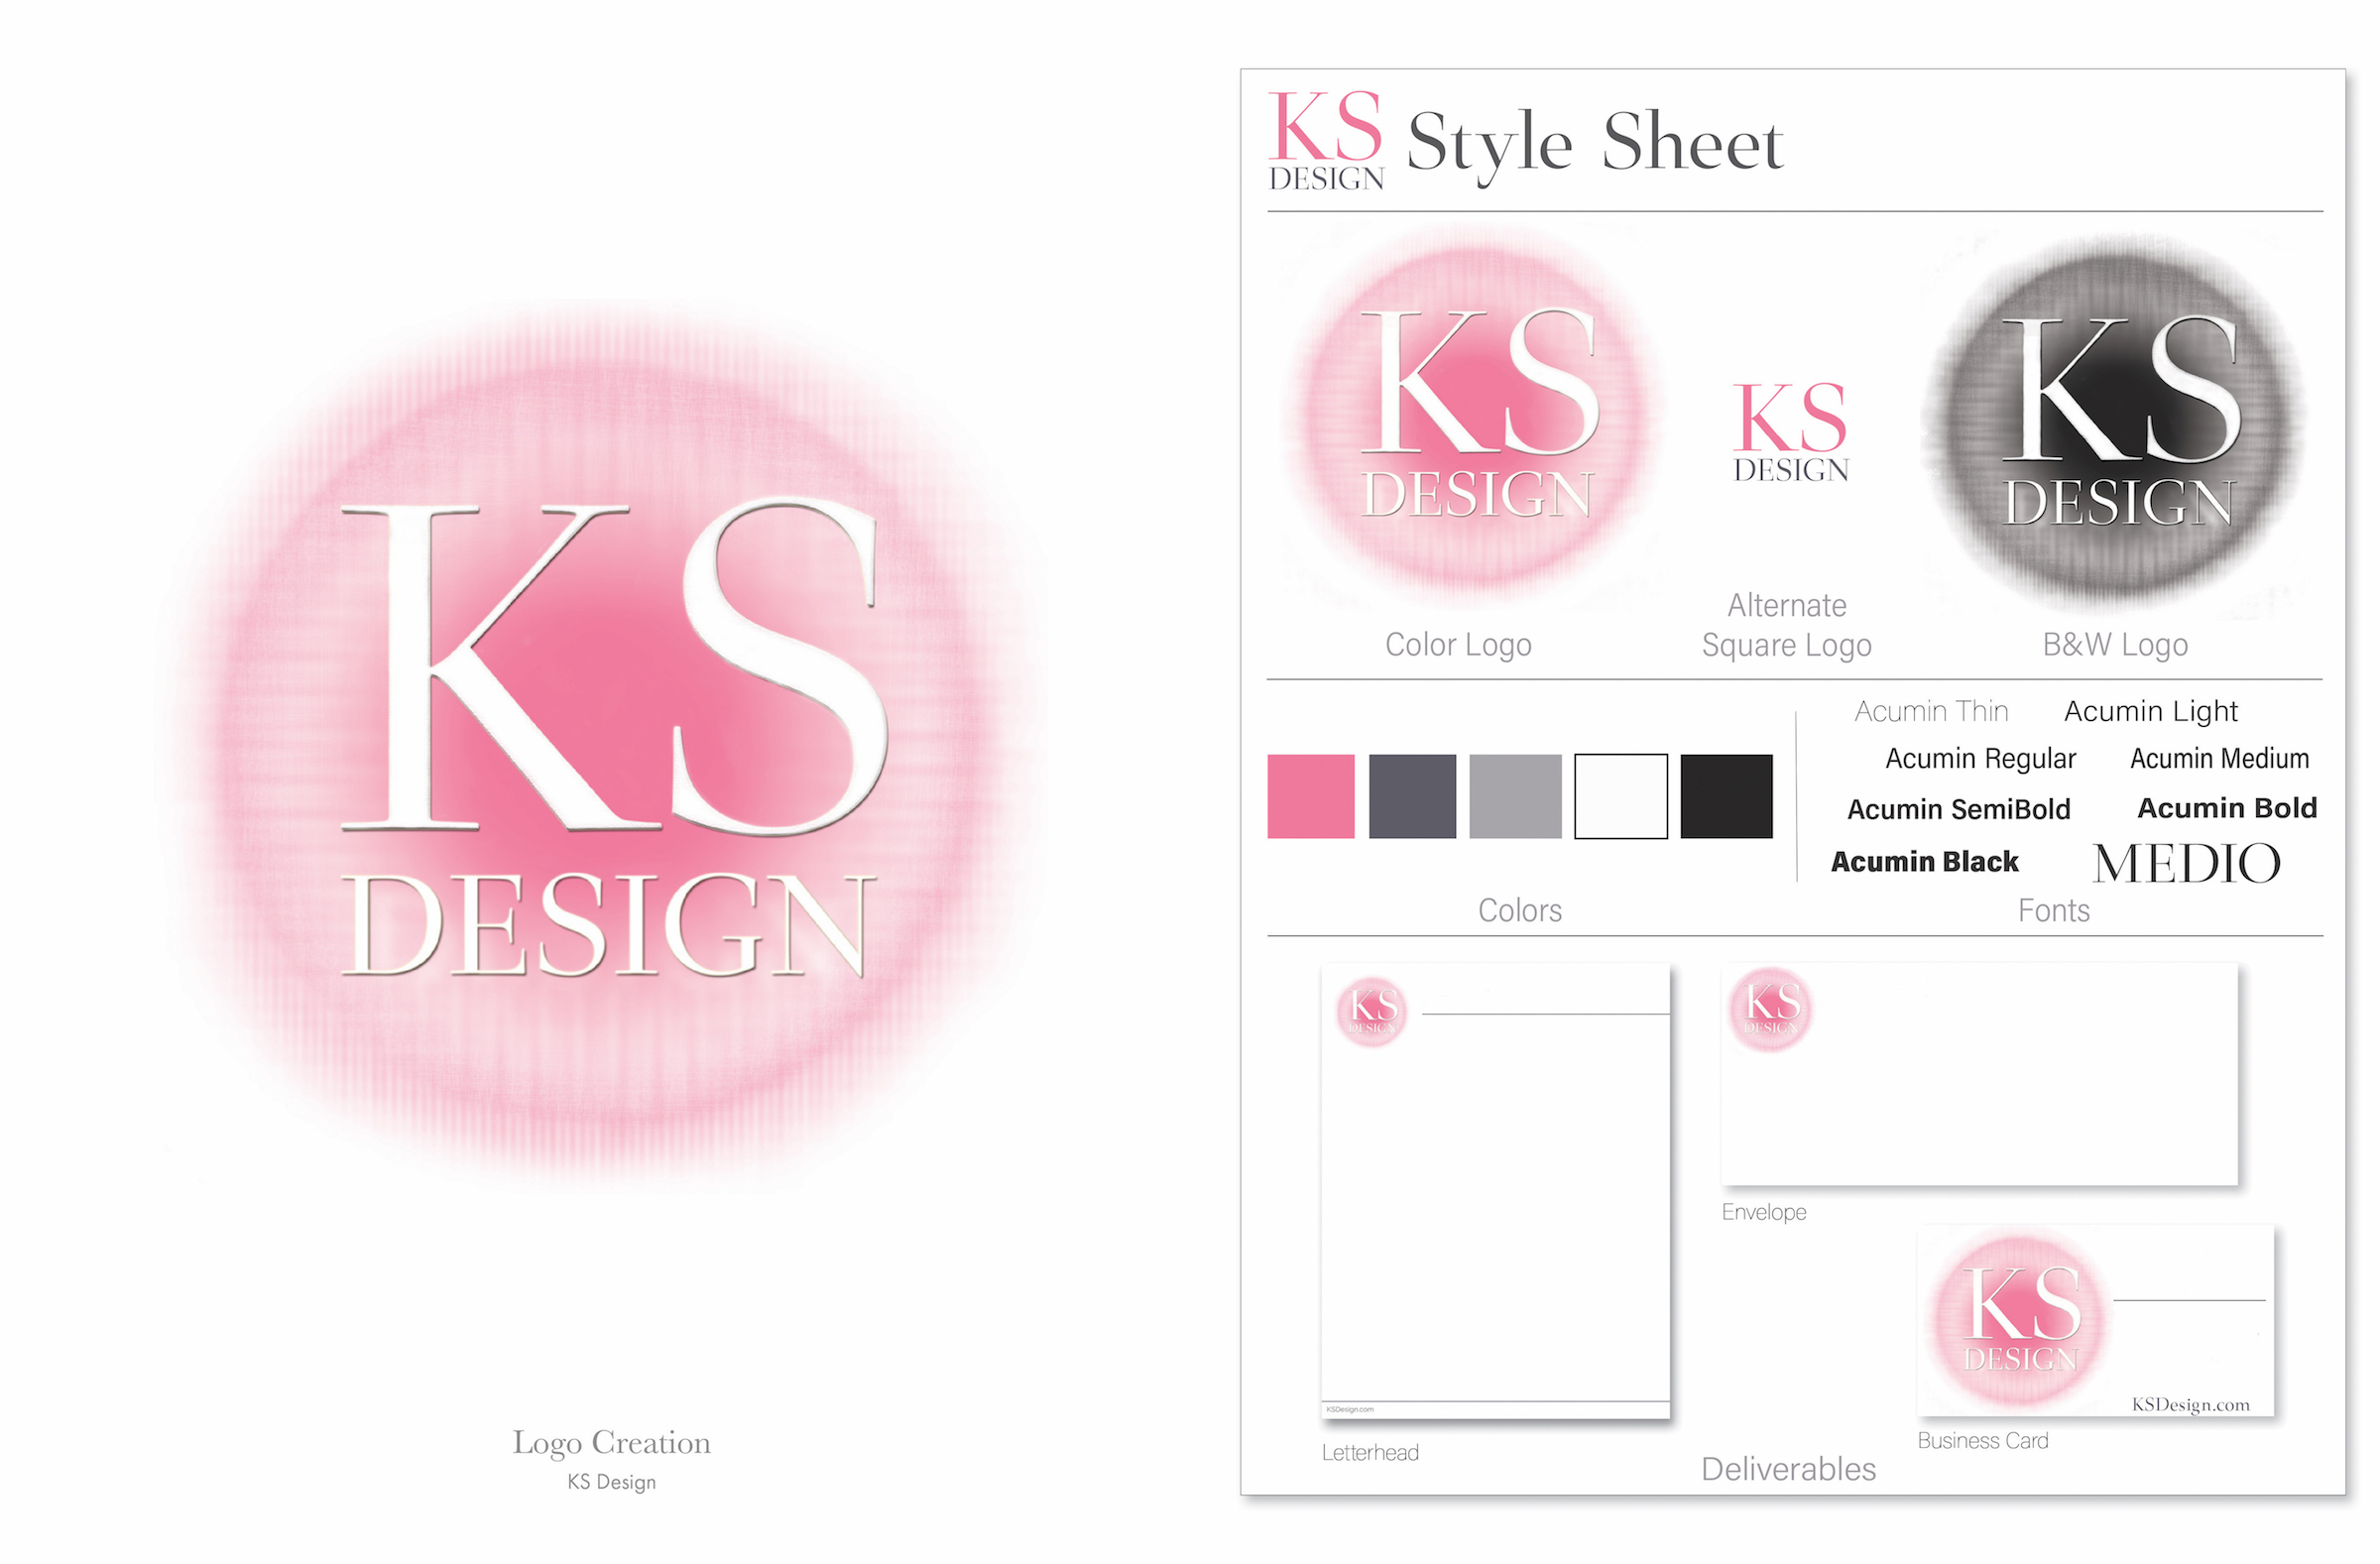 KS
DESIGN
Logo Creation
KS Design
KS
DESIGN
Style Sheet
KS
DESIGN
Color Logo
KS
DESIGN
Alternate
Square Logo
KS
DESIGN
B&W Logo
Colors
Acumin Thin
Acumin Light
Acumin Regular
Acumin Medium
Acumin SemiBold
Acumin Bold
Acumin Black
MEDIO
Fonts
KS
DESIGN
KSDesign.com
Letterhead
KS
DESIGN
Envelope
KS
DESIGN
KSDesign.com
Business Card
Deliverables